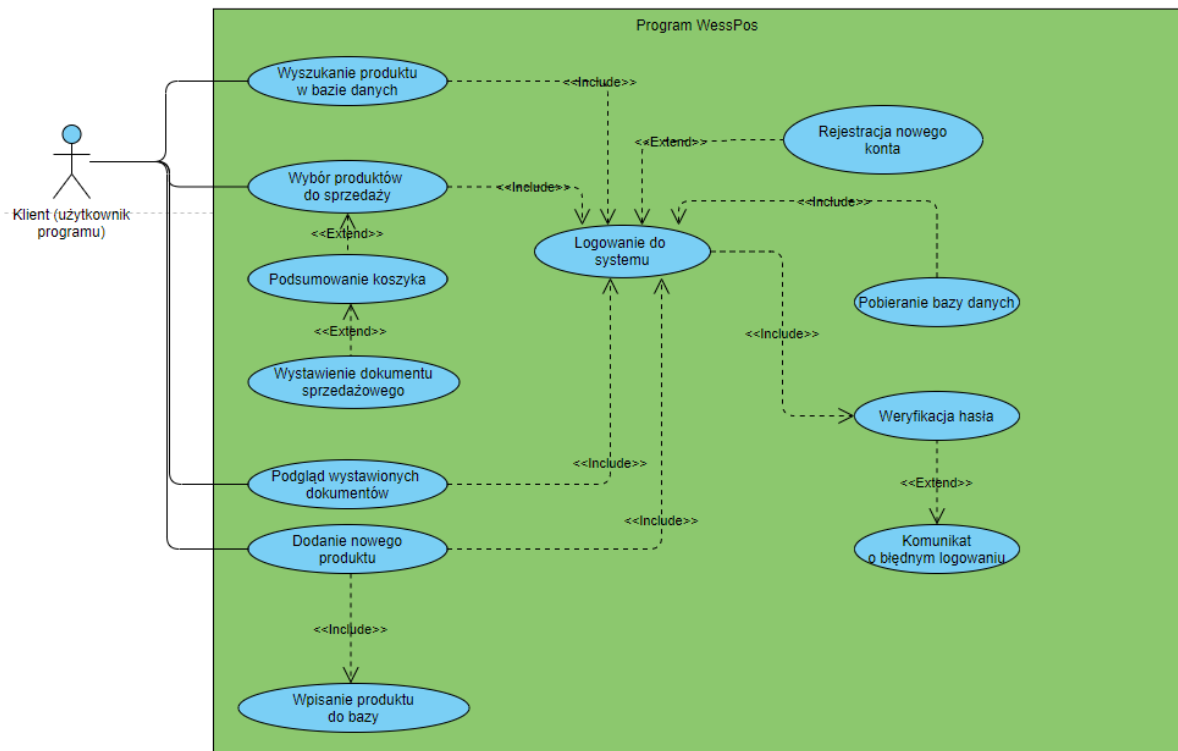 Program WessPos
Wyszukanie produktu
w bazie danych
<<Include>>
Rejestracja nowego
konta
<<Extend>>
Klient (użytkownik
programu)
Wybór produktów
do sprzedaży
<<Include>>
<<Include>>
<<Extend>>
Logowanie do
systemu
Podsumowanie koszyka
Pobieranie bazy danych
<<Extend>>
<<Include>>
Wystawienie dokumentu
sprzedażowego
Weryfikacja hasła
Podgląd wystawionych
dokumentów
<<Include>>
<<Extend>>
<<Include>>
Dodanie nowego
produktu
Komunikat
o błędnym logowaniu
<<Include>>
Wpisanie produktu
do bazy